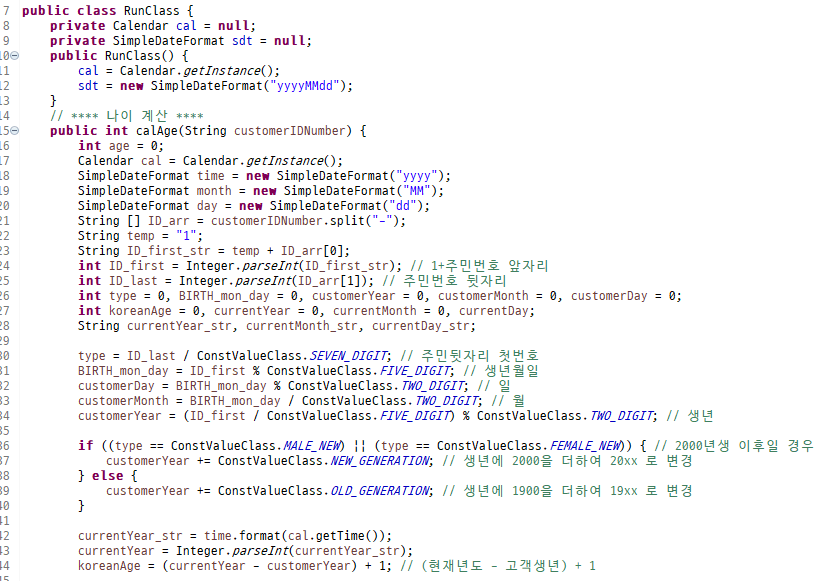 7 public class RunClass {
8 private Calendar cal = null;
9 private SimpleDateFormat sdt = null;
10 public RunClass() {
11 cal = Calendar.getInstance();
12 sdt = new SimpleDateFormat("yyyyMMdd");
13 }
14 // **** 나이 계산 ****
15 public int calAge(String customerIDNumber) {
16 int age = 0;
17 Calendar cal = Calendar.getInstance();
18 SimpleDateFormat time = new SimpleDateFormat("yyyy");
19 SimpleDateFormat month = new SimpleDateFormat("MM");
20 SimpleDateFormat day = new SimpleDateFormat("dd");
21 String [] ID_arr = customerIDNumber.split("-");
22 String temp = "1";
23 String ID_first_str = temp + ID_arr[0];
24 int ID_first = Integer.parseInt(ID_first_str); // 1+주민번호 앞자리
25 int ID_last = Integer.parseInt(ID_arr[1]); // 주민번호 뒷자리
26 int type = 0, BIRTH_mon_day = 0, customerYear = 0, customerMonth = 0, customerDay = 0;
27 int koreanAge = 0, currentYear = 0, currentMonth = 0, currentDay;
28 String currentYear_str, currentMonth_str, currentDay_str;
29
30 type = ID_last / ConstValueClass.SEVEN_DIGIT; // 주민뒷자리 첫번호
31 BIRTH_mon_day = ID_first % ConstValueClass.FIVE_DIGIT; // 생년월일
32 customerDay = BIRTH_mon_day % ConstValueClass.TWO_DIGIT; // 일
33 customerMonth = BIRTH_mon_day / ConstValueClass.TWO_DIGIT; // 월
34 customerYear = (ID_first / ConstValueClass.FIVE_DIGIT) % ConstValueClass.TWO_DIGIT; // 생년
35
36 if ((type == ConstValueClass.MALE_NEW) || (type == ConstValueClass.FEMALE_NEW)) { // 2000년생 이후일 경우
37 customerYear += ConstValueClass.NEW_GENERATION; // 생년에 2000을 더하여 20xx 로 변경
38 } else {
39 customerYear += ConstValueClass.OLD_GENERATION; // 생년에 1900을 더하여 19xx 로 변경
40 }
41
42 currentYear_str = time.format(cal.getTime());
43 currentYear = Integer.parseInt(currentYear_str);
44 koreanAge = (currentYear - customerYear) + 1; // (현재년도 - 고객생년) + 1